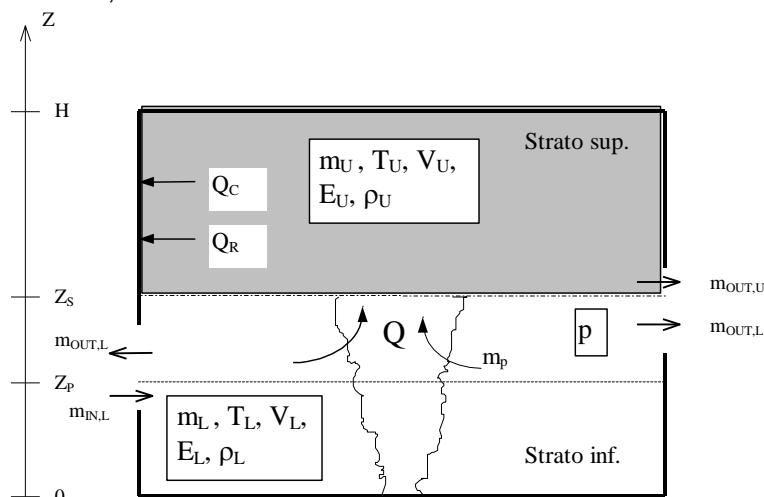 Z
H
Strato sup.
m_U , T_U, V_U,
E_U, ρ_U
Q_C
Q_R
m_OUT,U
Z_S
m_OUT,L
Q
p
m_OUT,L
m_p
Z_P
m_IN,L
m_L , T_L, V_L,
E_L, ρ_L
Strato inf.
0